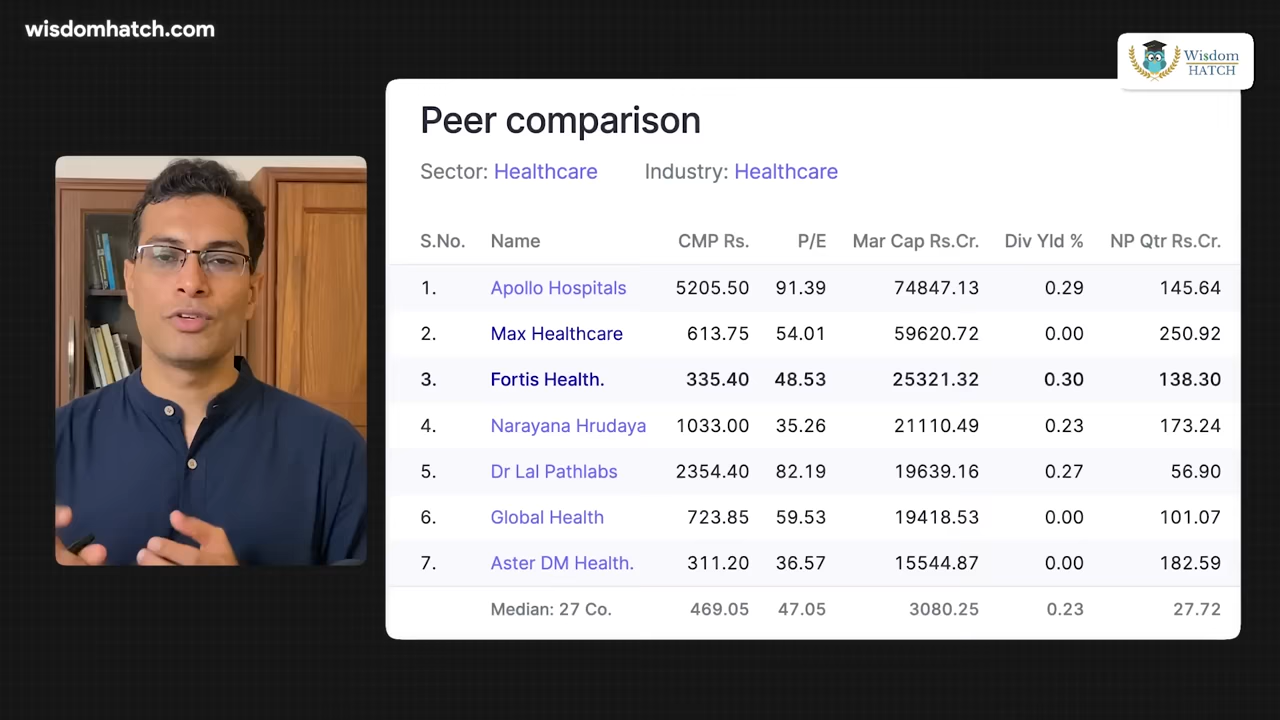 wisdomhatch.com
Wisdom
HATCH
Peer comparison
Sector: Healthcare Industry: Healthcare
S.No. Name CMP Rs. P/E Mar Cap Rs.Cr. Div Yld % NP Qtr Rs.Cr.
1. Apollo Hospitals 5205.50 91.39 74847.13 0.29 145.64
2. Max Healthcare 613.75 54.01 59620.72 0.00 250.92
3. Fortis Health. 335.40 48.53 25321.32 0.30 138.30
4. Narayana Hrudaya 1033.00 35.26 21110.49 0.23 173.24
5. Dr Lal Pathlabs 2354.40 82.19 19639.16 0.27 56.90
6. Global Health 723.85 59.53 19418.53 0.00 101.07
7. Aster DM Health. 311.20 36.57 15544.87 0.00 182.59
Median: 27 Co. 469.05 47.05 3080.25 0.23 27.72